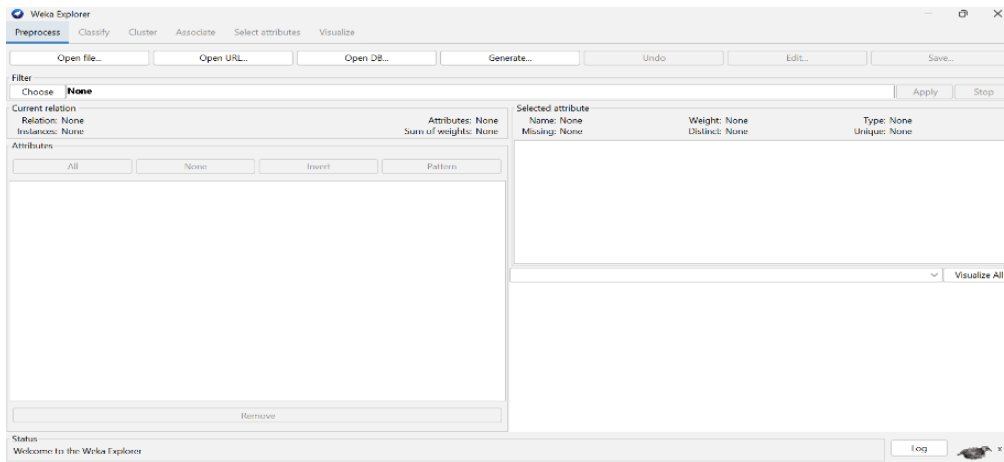 Weka Explorer
Preprocess Classify Cluster Associate Select attributes Visualize
Open file... Open URL... Open DB... Generate... Undo Edit... Save...
Filter
Choose None Apply Stop
Current relation
Relation: None Attributes: None
Instances: None Sum of weights: None
Selected attribute
Name: None Weight: None Type: None
Missing: None Distinct: None Unique: None
Attributes
All None Invert Pattern
Visualize All
Remove
Status
Welcome to the Weka Explorer
Log x